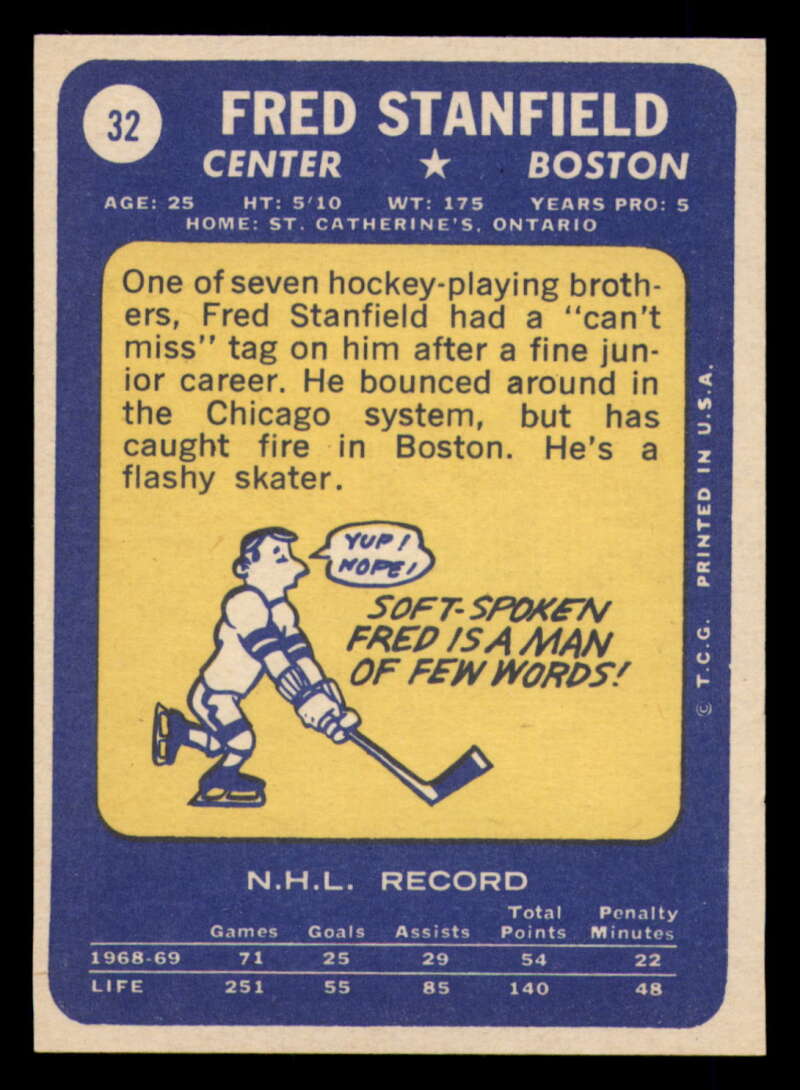 32
FRED STANFIELD
CENTER ★ BOSTON
AGE: 25 HT: 5'10 WT: 175 YEARS PRO: 5
HOME: ST. CATHERINE'S, ONTARIO
One of seven hockey-playing broth-
ers, Fred Stanfield had a "can't
miss" tag on him after a fine jun-
ior career. He bounced around in
the Chicago system, but has
caught fire in Boston. He's a
flashy skater.
YUP!
NOPE!
SOFT-SPOKEN
FRED IS A MAN
OF FEW WORDS!
© T.C.G. PRINTED IN U.S.A.
N.H.L. RECORD
Total Penalty
Games Goals Assists Points Minutes
1968-69 71 25 29 54 22
LIFE 251 55 85 140 48